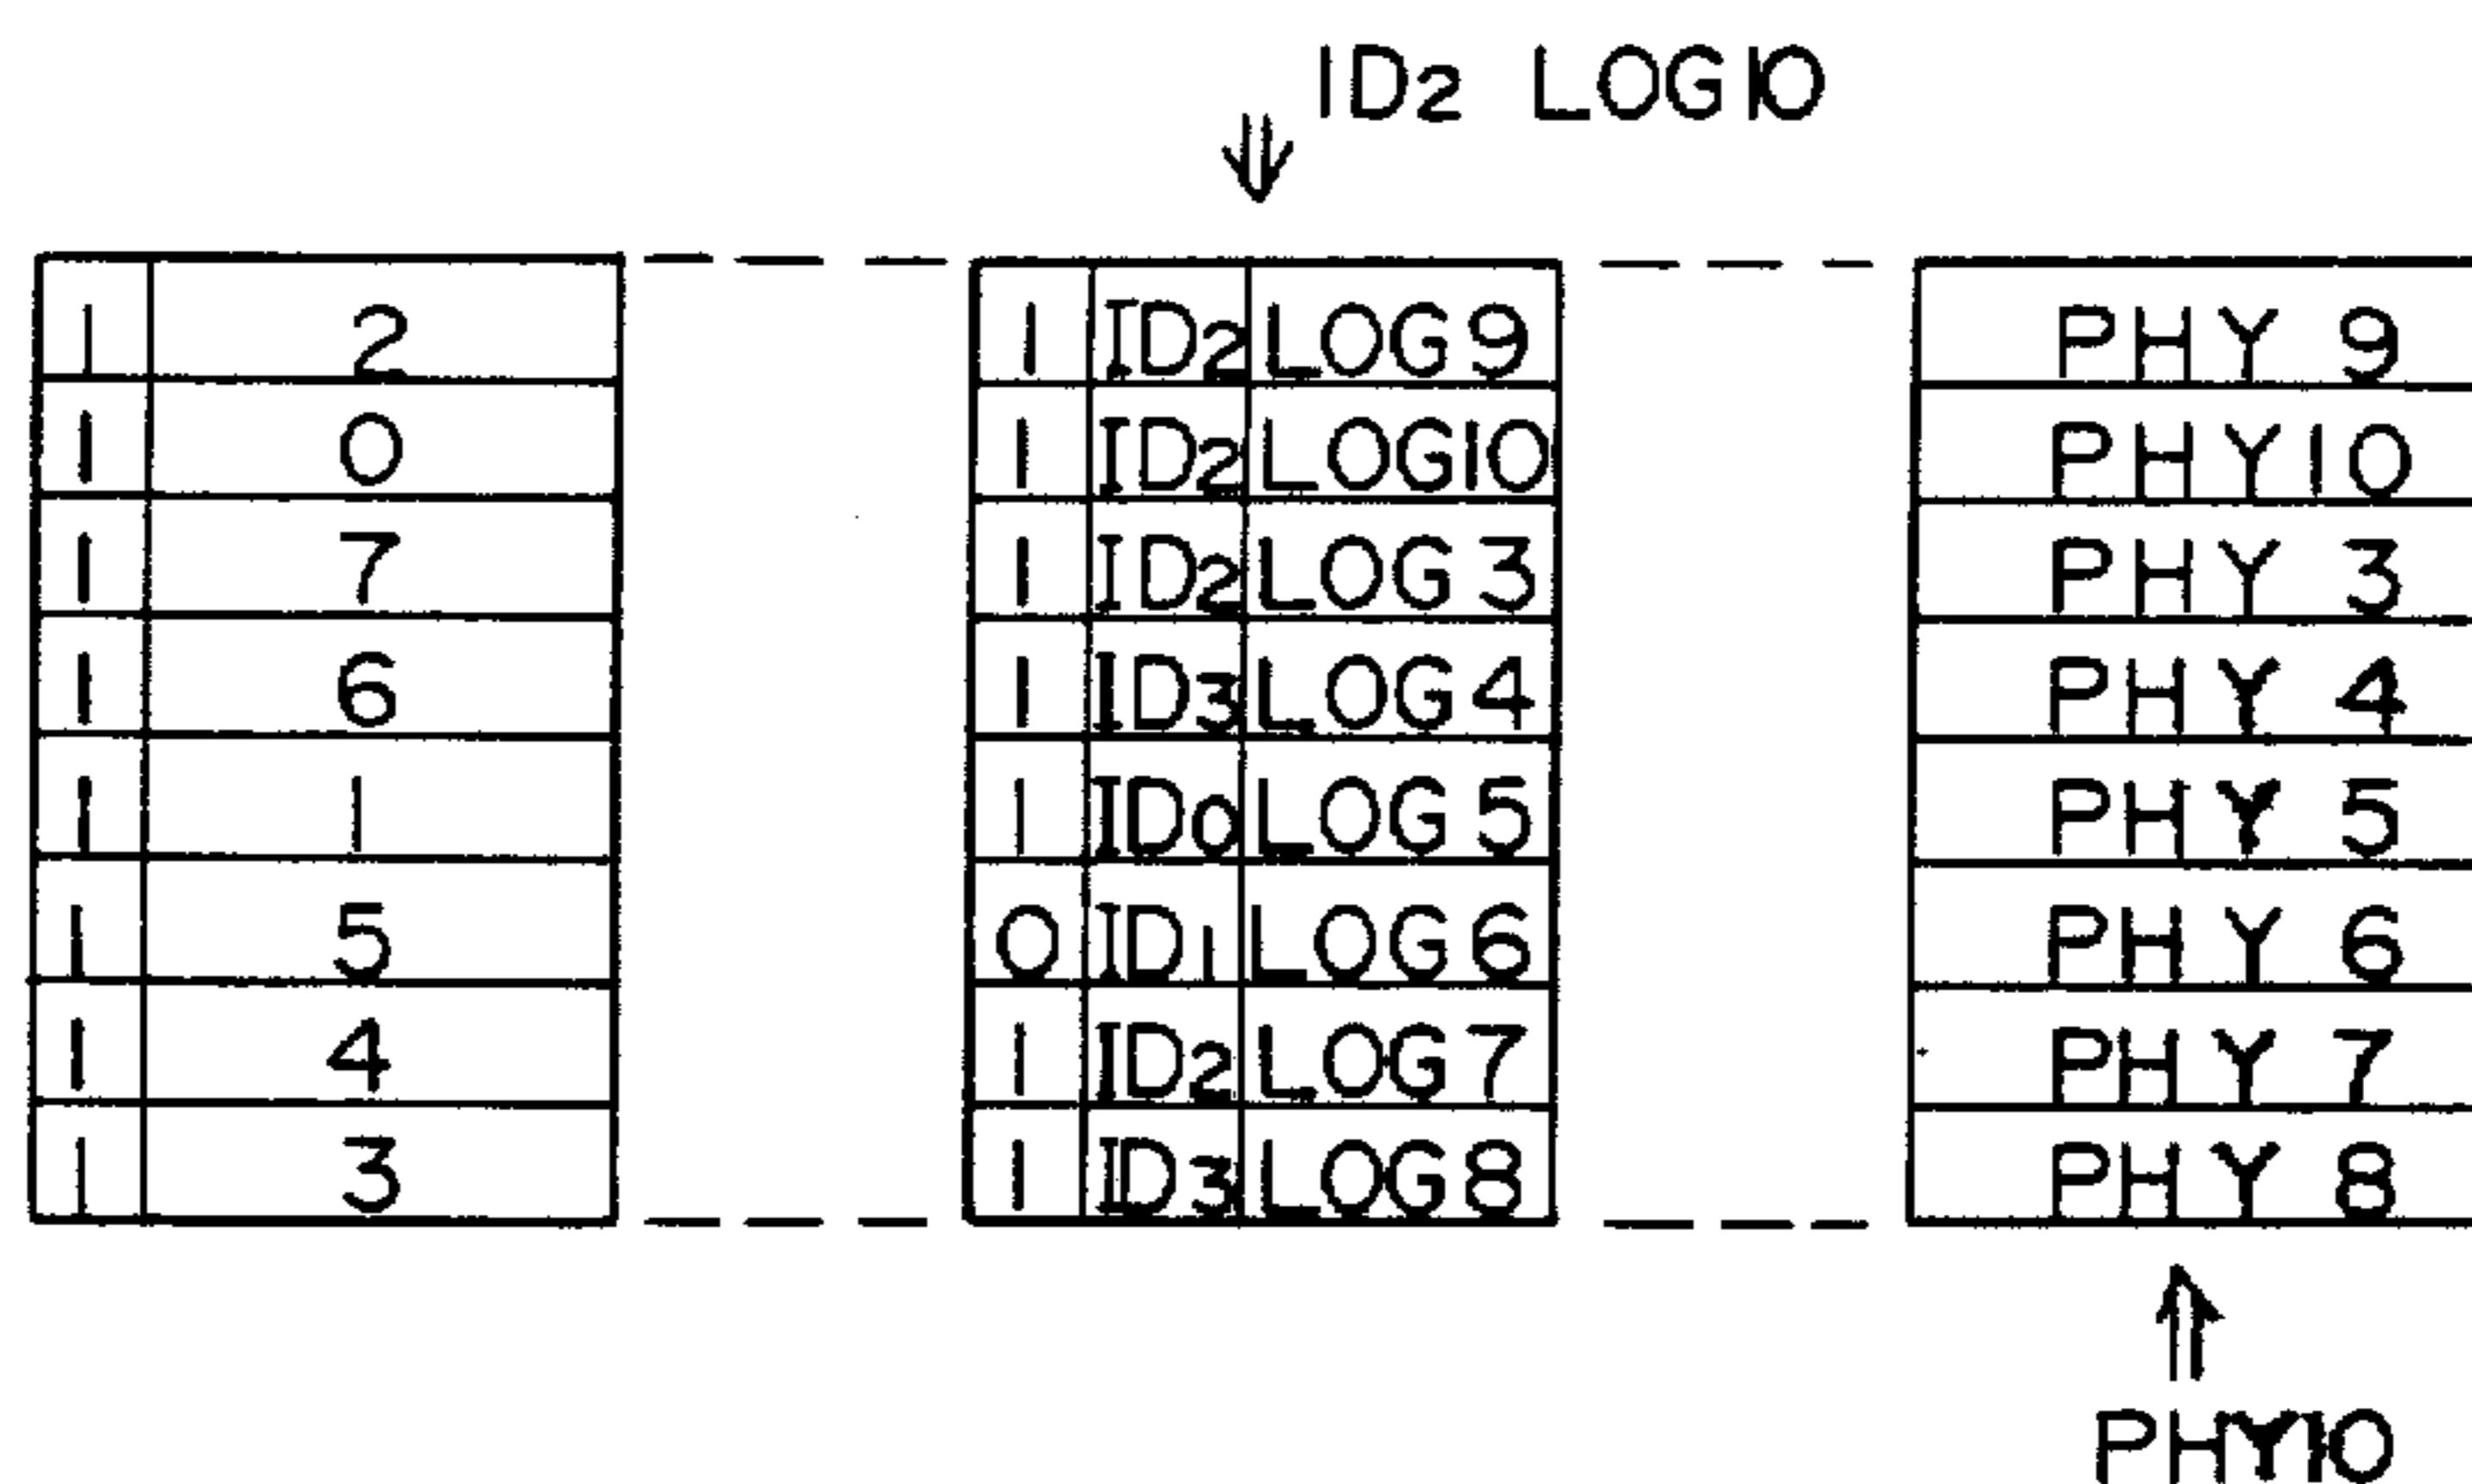 ID2 LOG10
1 2 1 ID2 LOG9 PHY 9
1 0 1 ID2 LOG10 PHY10
1 7 1 ID2 LOG3 PHY 3
1 6 1 ID3 LOG4 PHY 4
1 1 1 ID0 LOG5 PHY 5
1 5 0 ID1 LOG6 PHY 6
1 4 1 ID2 LOG7 PHY 7
1 3 1 ID3 LOG8 PHY 8
PHY10